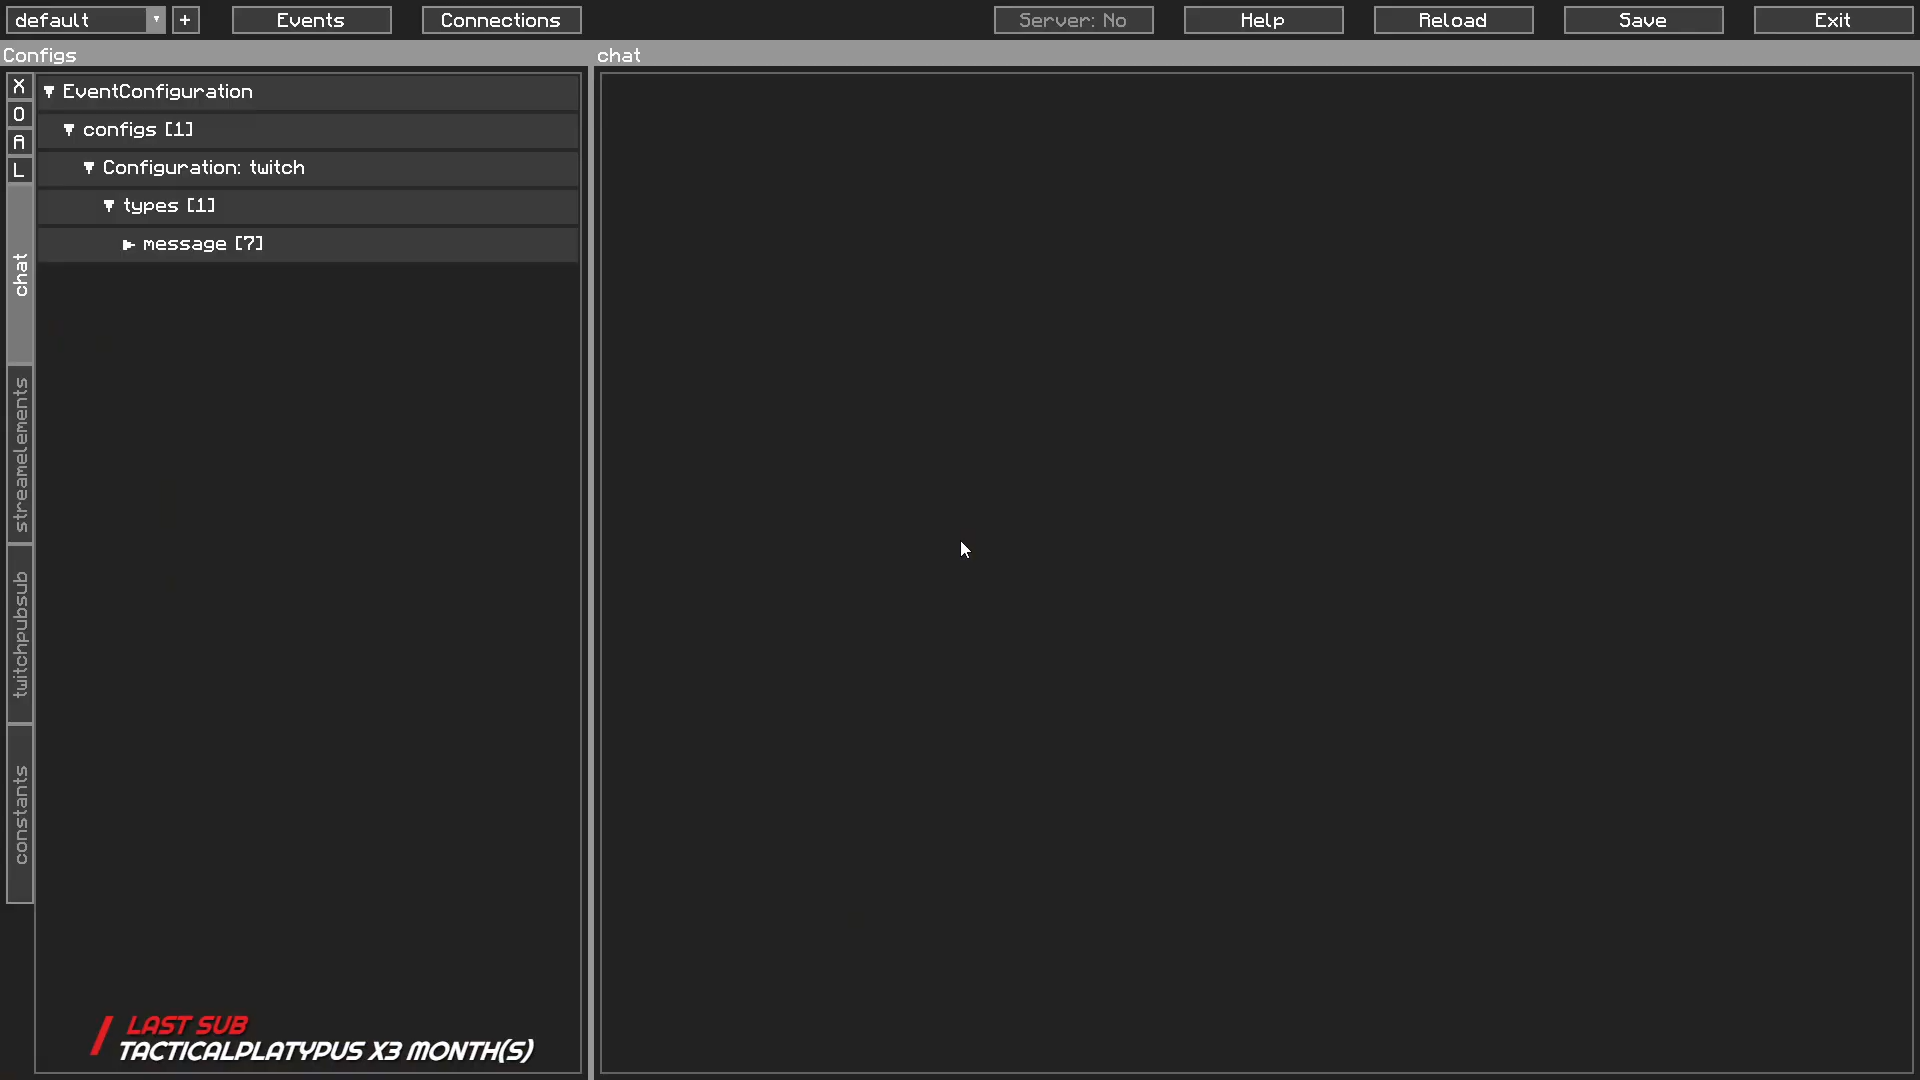 default
+
Events
Connections
Server: No
Help
Reload
Save
Exit
Configs
chat
X
O
A
L
chat
streamelements
twitchpubsub
constants
EventConfiguration
configs [1]
Configuration: twitch
types [1]
message [7]
LAST SUB
TACTICALPLATYPUS X3 MONTH(S)